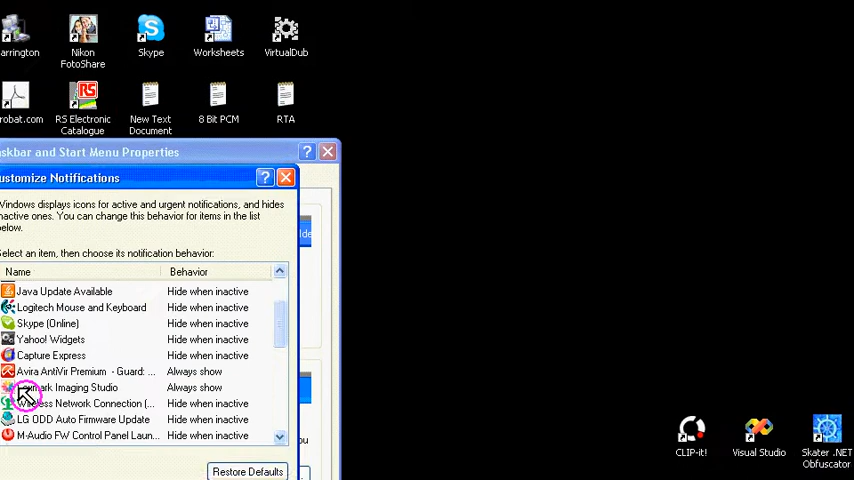 arrington
Nikon
FotoShare
Skype
Worksheets
VirtualDub
robat.com
RS
RS Electronic
Catalogue
New Text
Document
8 Bit PCM
RTA
skbar and Start Menu Properties
ustomize Notifications
Windows displays icons for active and urgent notifications, and hides
nactive ones. You can change this behavior for items in the list
elow.
Select an item, then choose its notification behavior:
Name Behavior
Java Update Available Hide when inactive
Logitech Mouse and Keyboard Hide when inactive
Skype (Online) Hide when inactive
Yahoo! Widgets Hide when inactive
Capture Express Hide when inactive
Avira AntiVir Premium - Guard: ... Always show
Lexmark Imaging Studio Always show
Wireless Network Connection (... Hide when inactive
LG ODD Auto Firmware Update Hide when inactive
M-Audio FW Control Panel Laun... Hide when inactive
Restore Defaults
CLIP-it!
Visual Studio
Skater .NET
Obfuscator